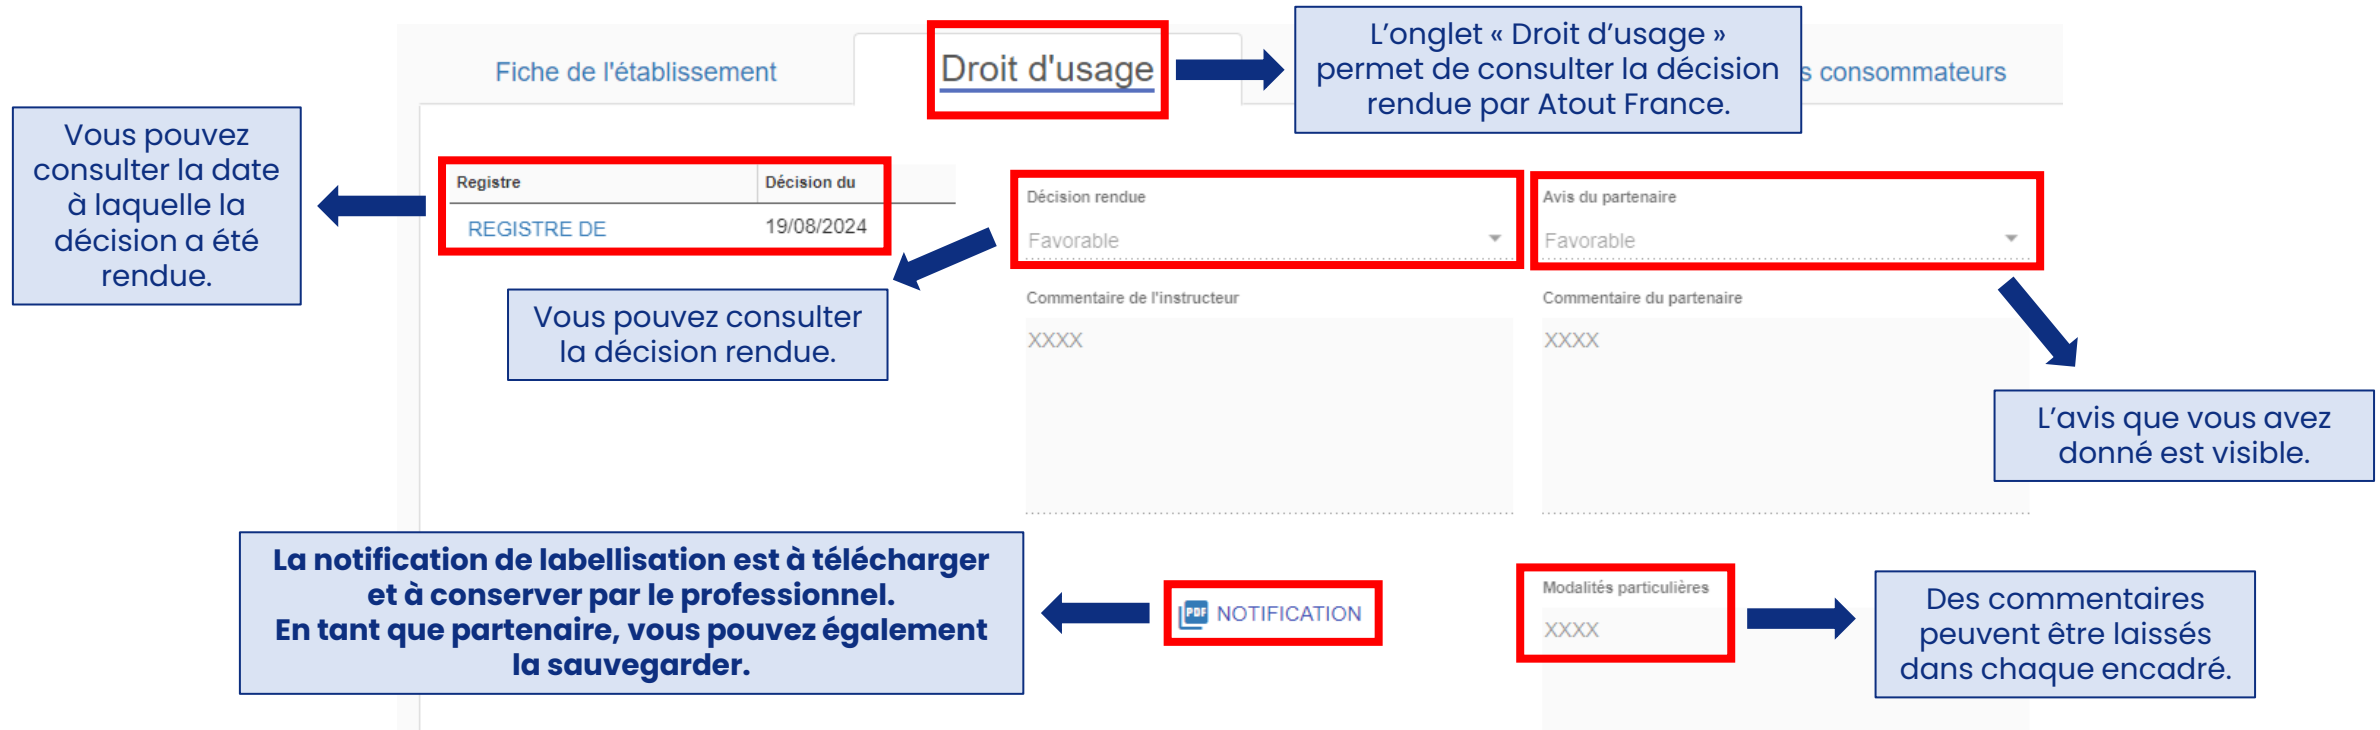 Fiche de l'établissement
Droit d'usage
L'onglet « Droit d'usage »
permet de consulter la décision
rendue par Atout France.
s consommateurs
Vous pouvez
consulter la date
à laquelle la
décision a été
rendue.
Registre
Décision du
REGISTRE DE
19/08/2024
Décision rendue
Favorable
Avis du partenaire
Favorable
Vous pouvez consulter
la décision rendue.
Commentaire de l'instructeur
XXXX
Commentaire du partenaire
XXXX
L'avis que vous avez
donné est visible.
La notification de labellisation est à télécharger
et à conserver par le professionnel.
En tant que partenaire, vous pouvez également
la sauvegarder.
PDF NOTIFICATION
Modalités particulières
XXXX
Des commentaires
peuvent être laissés
dans chaque encadré.